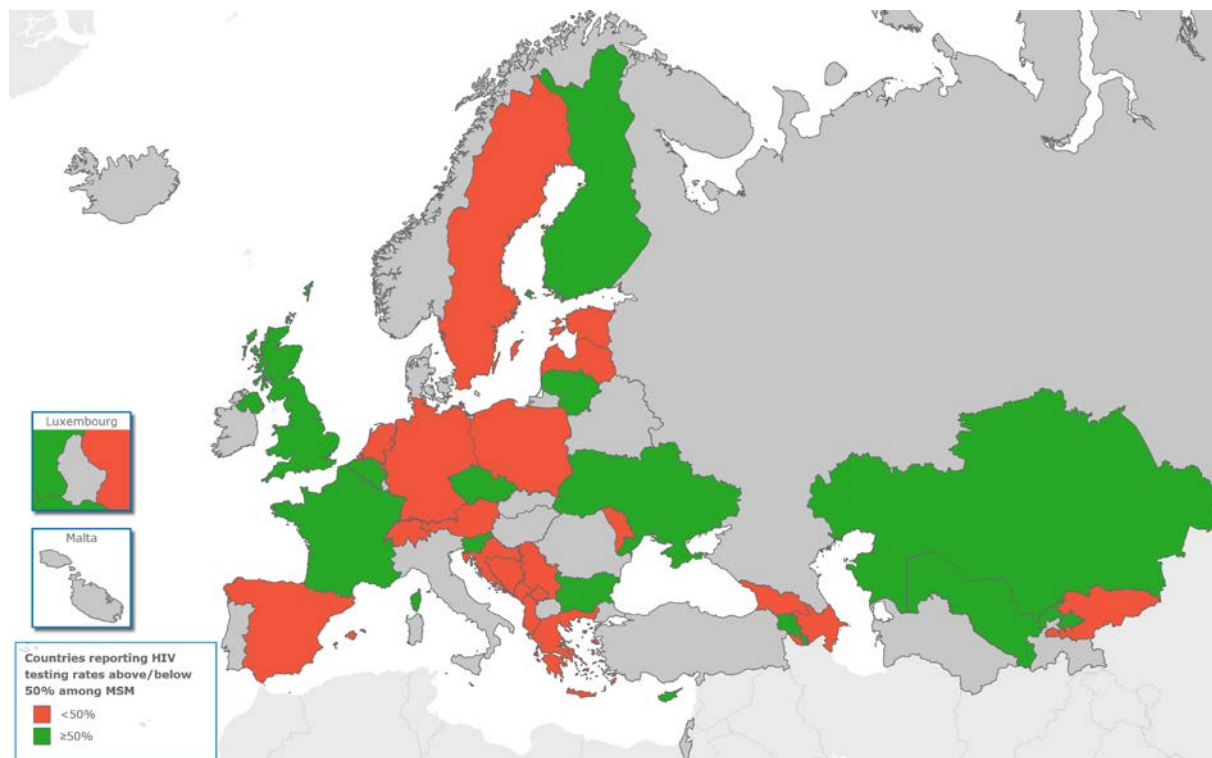 Luxembourg
Malta
Countries reporting HIV
testing rates above/below
50% among MSM
<50%
≥50%